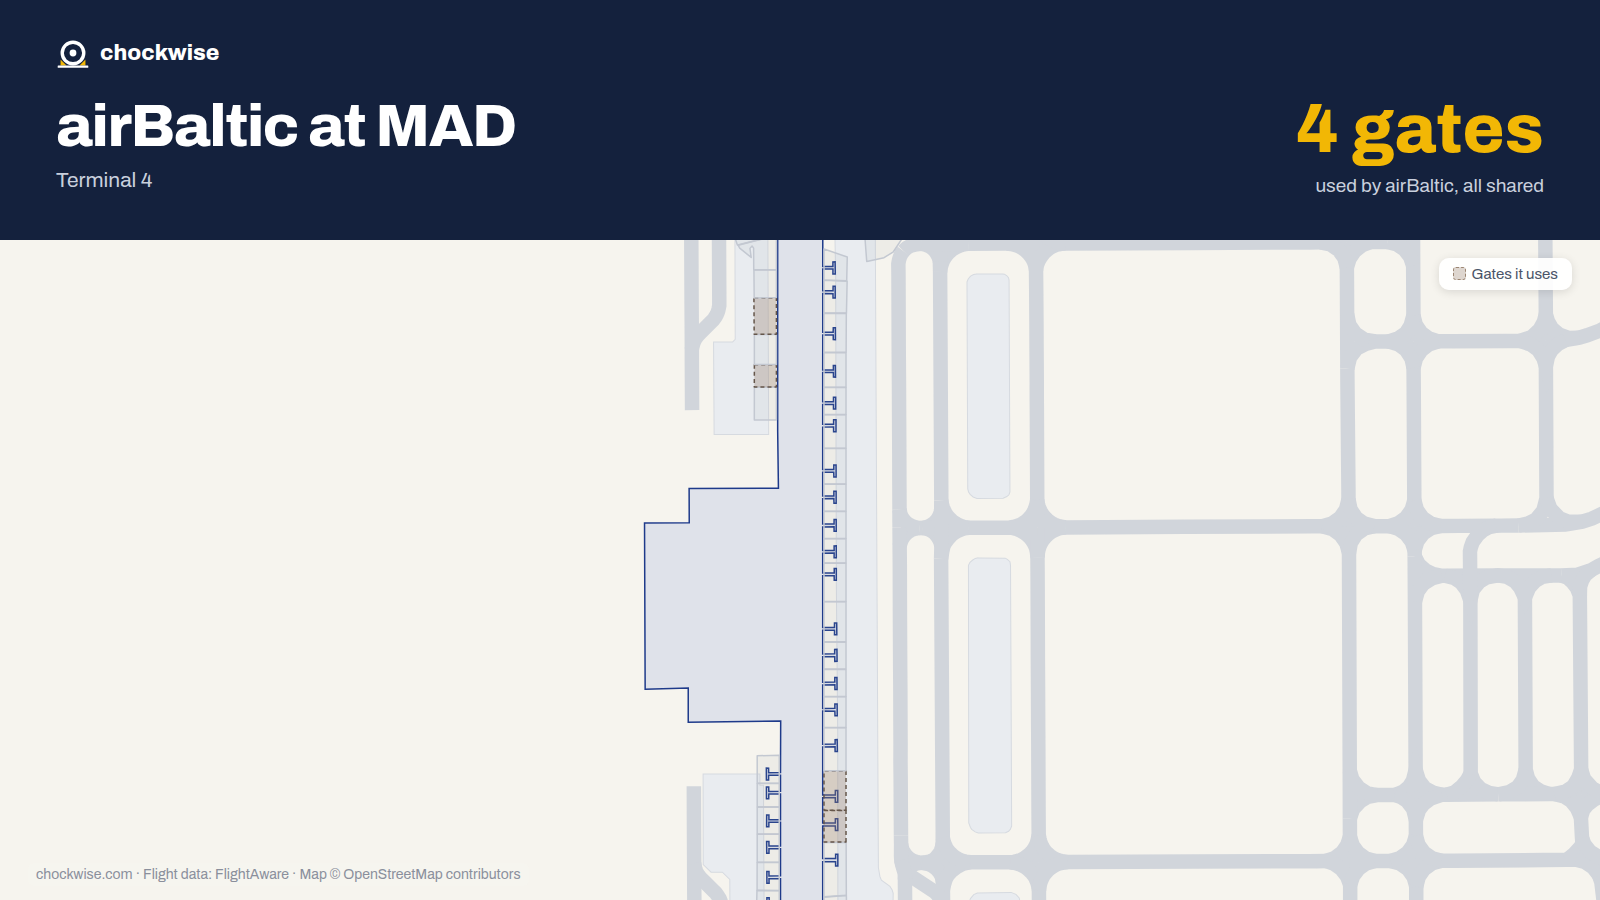 chockwise
airBaltic at MAD
Terminal 4
4 gates
used by airBaltic, all shared
Gates it uses
chockwise.com · Flight data: FlightAware · Map © OpenStreetMap contributors